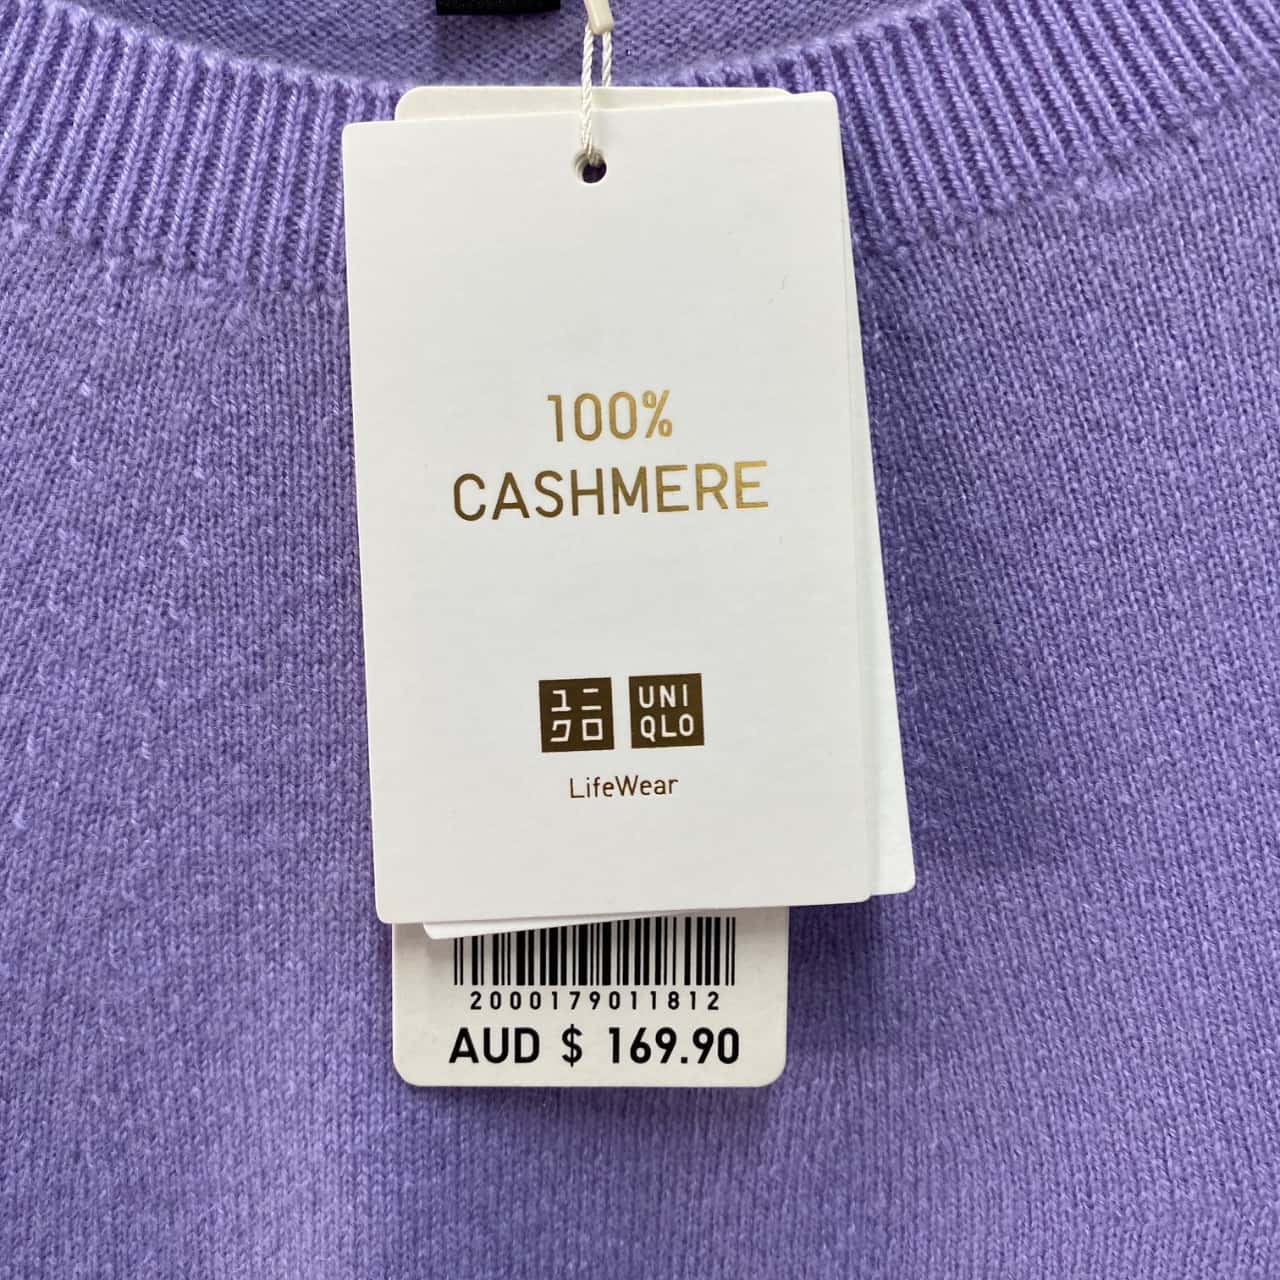 100%
CASHMERE
ユニ
クロ
UNI
QLO
LifeWear
2000179011812
AUD $ 169.90